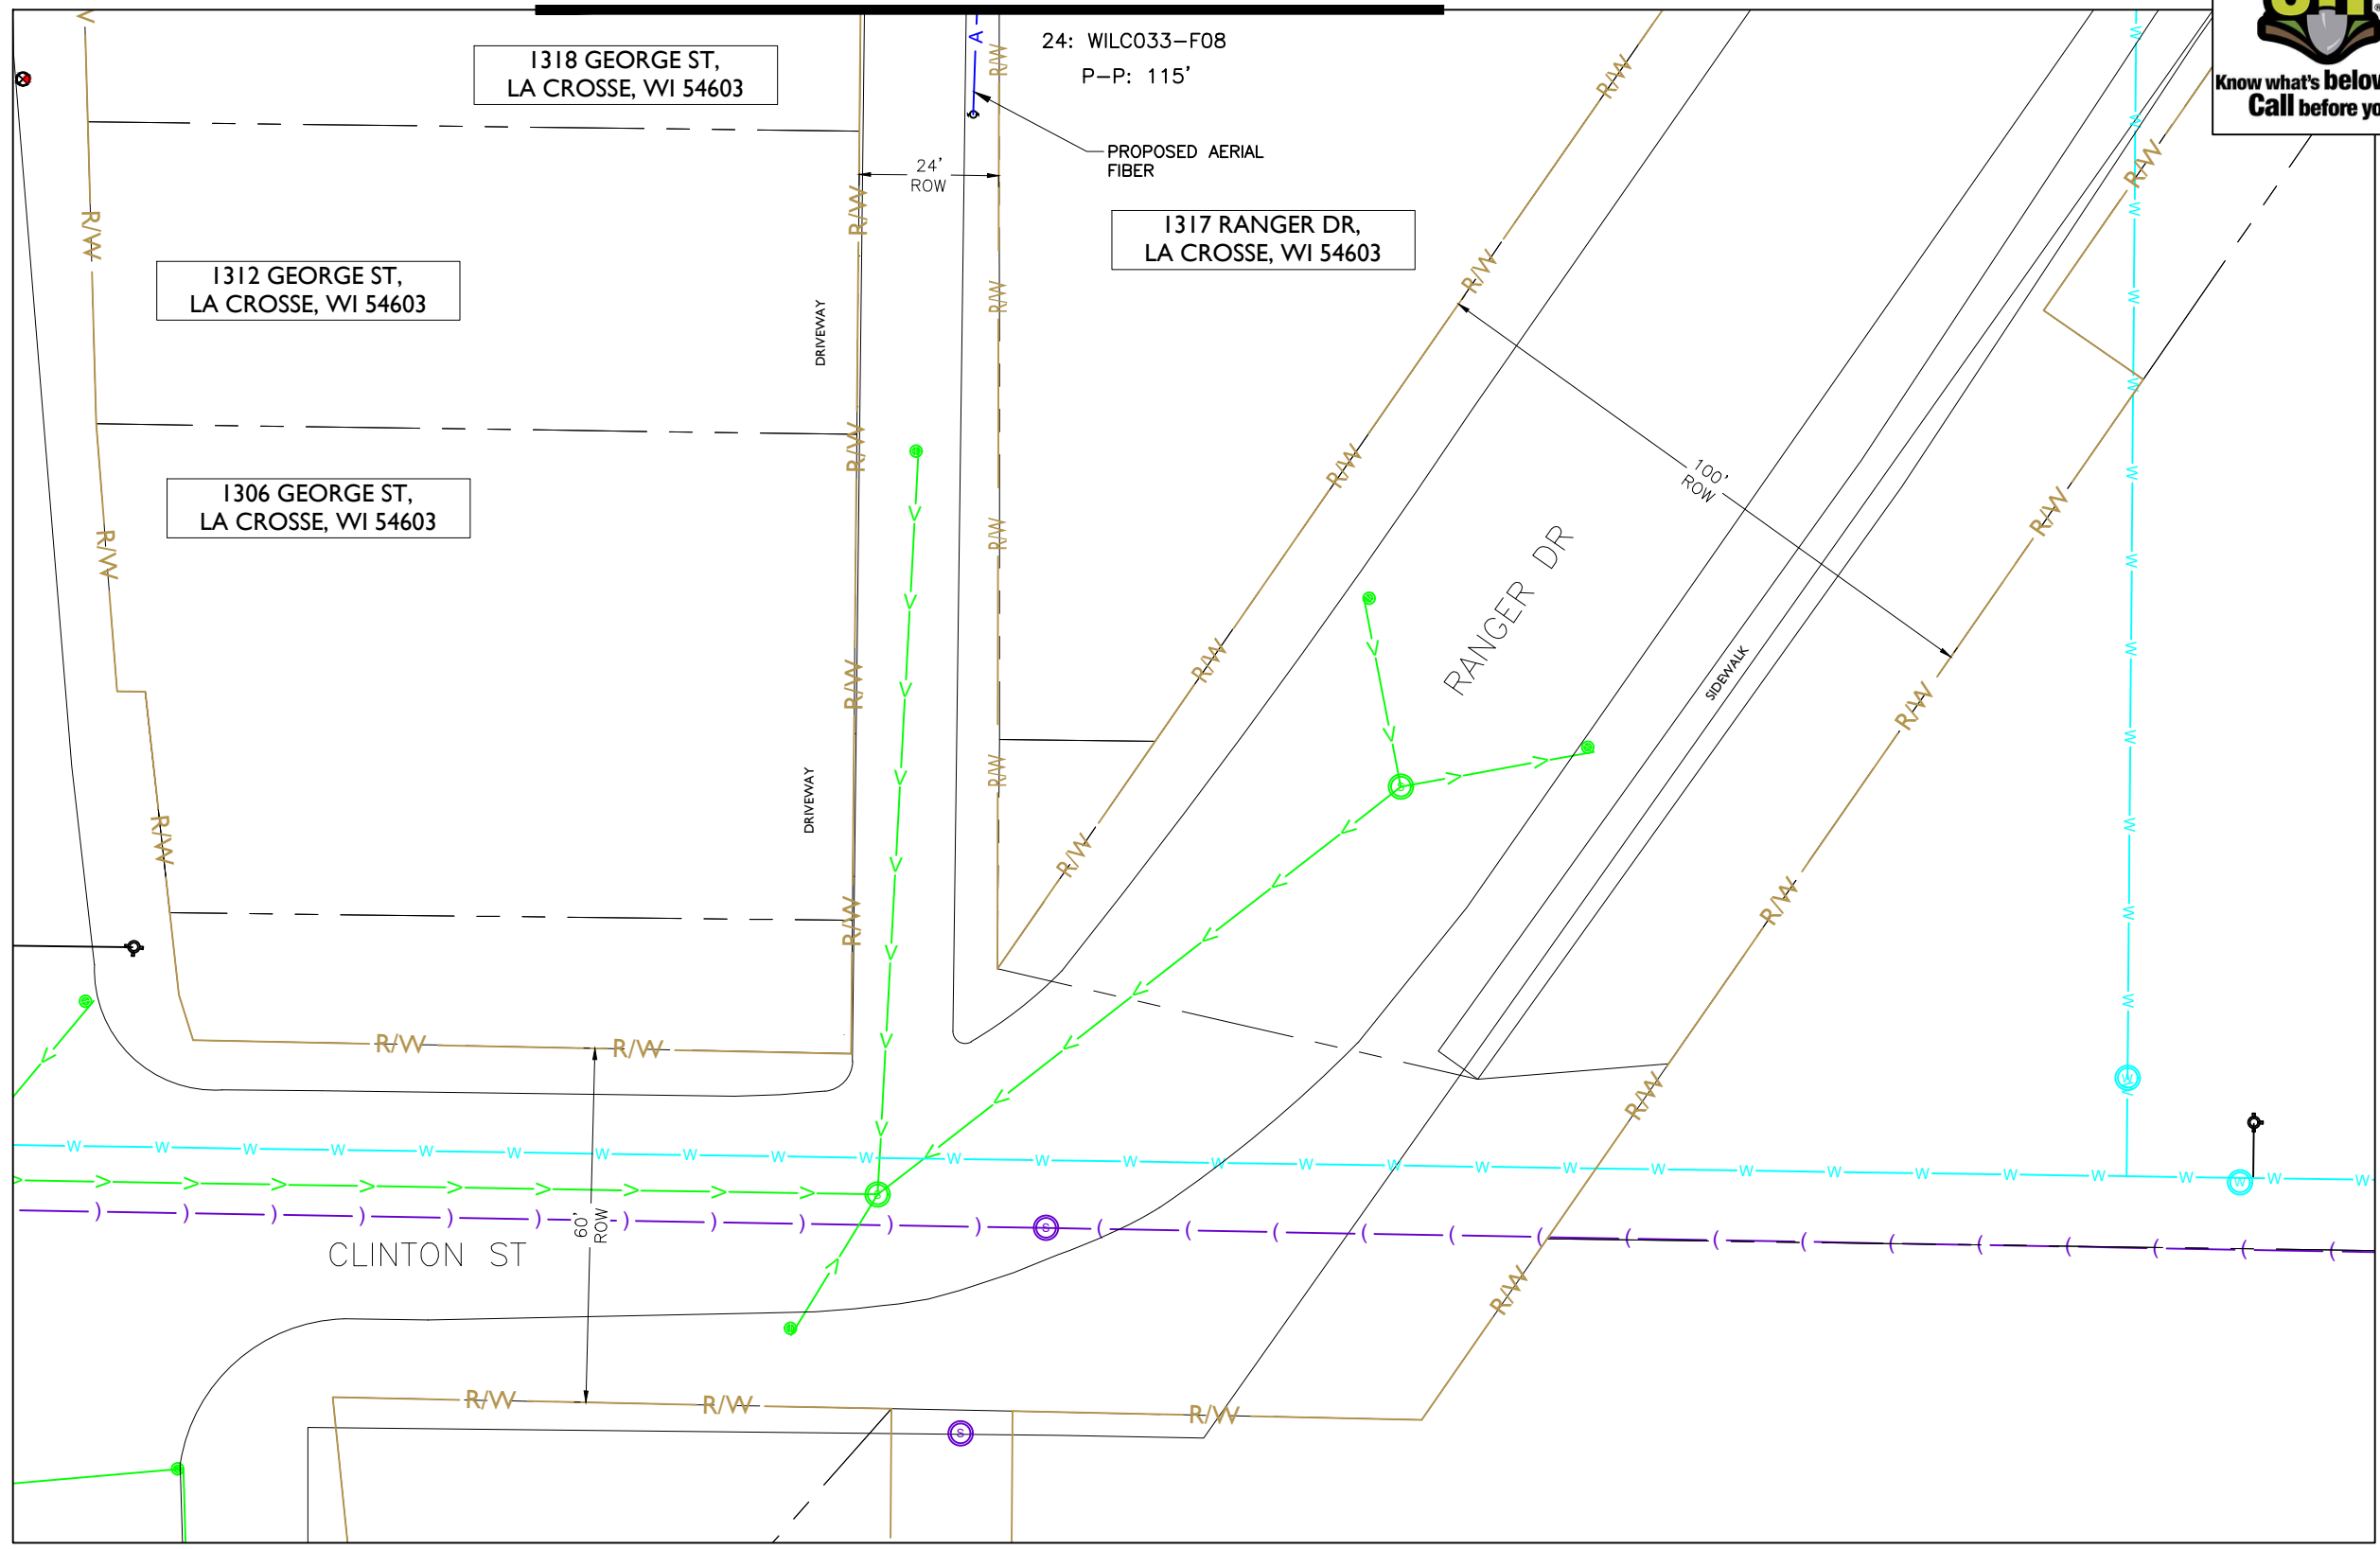 1318 GEORGE ST,
LA CROSSE, WI 54603
24: WILC033-F08
P-P: 115'
A
R/W
Know what's below
Call before yo
®
PROPOSED AERIAL
FIBER
24'
ROW
1317 RANGER DR,
LA CROSSE, WI 54603
1312 GEORGE ST,
LA CROSSE, WI 54603
DRIVEWAY
1306 GEORGE ST,
LA CROSSE, WI 54603
100'
ROW
RANGER DR
SIDEWALK
DRIVEWAY
R/W
R/W
W
S
60'
ROW
CLINTON ST
R/W
R/W
R/W
S